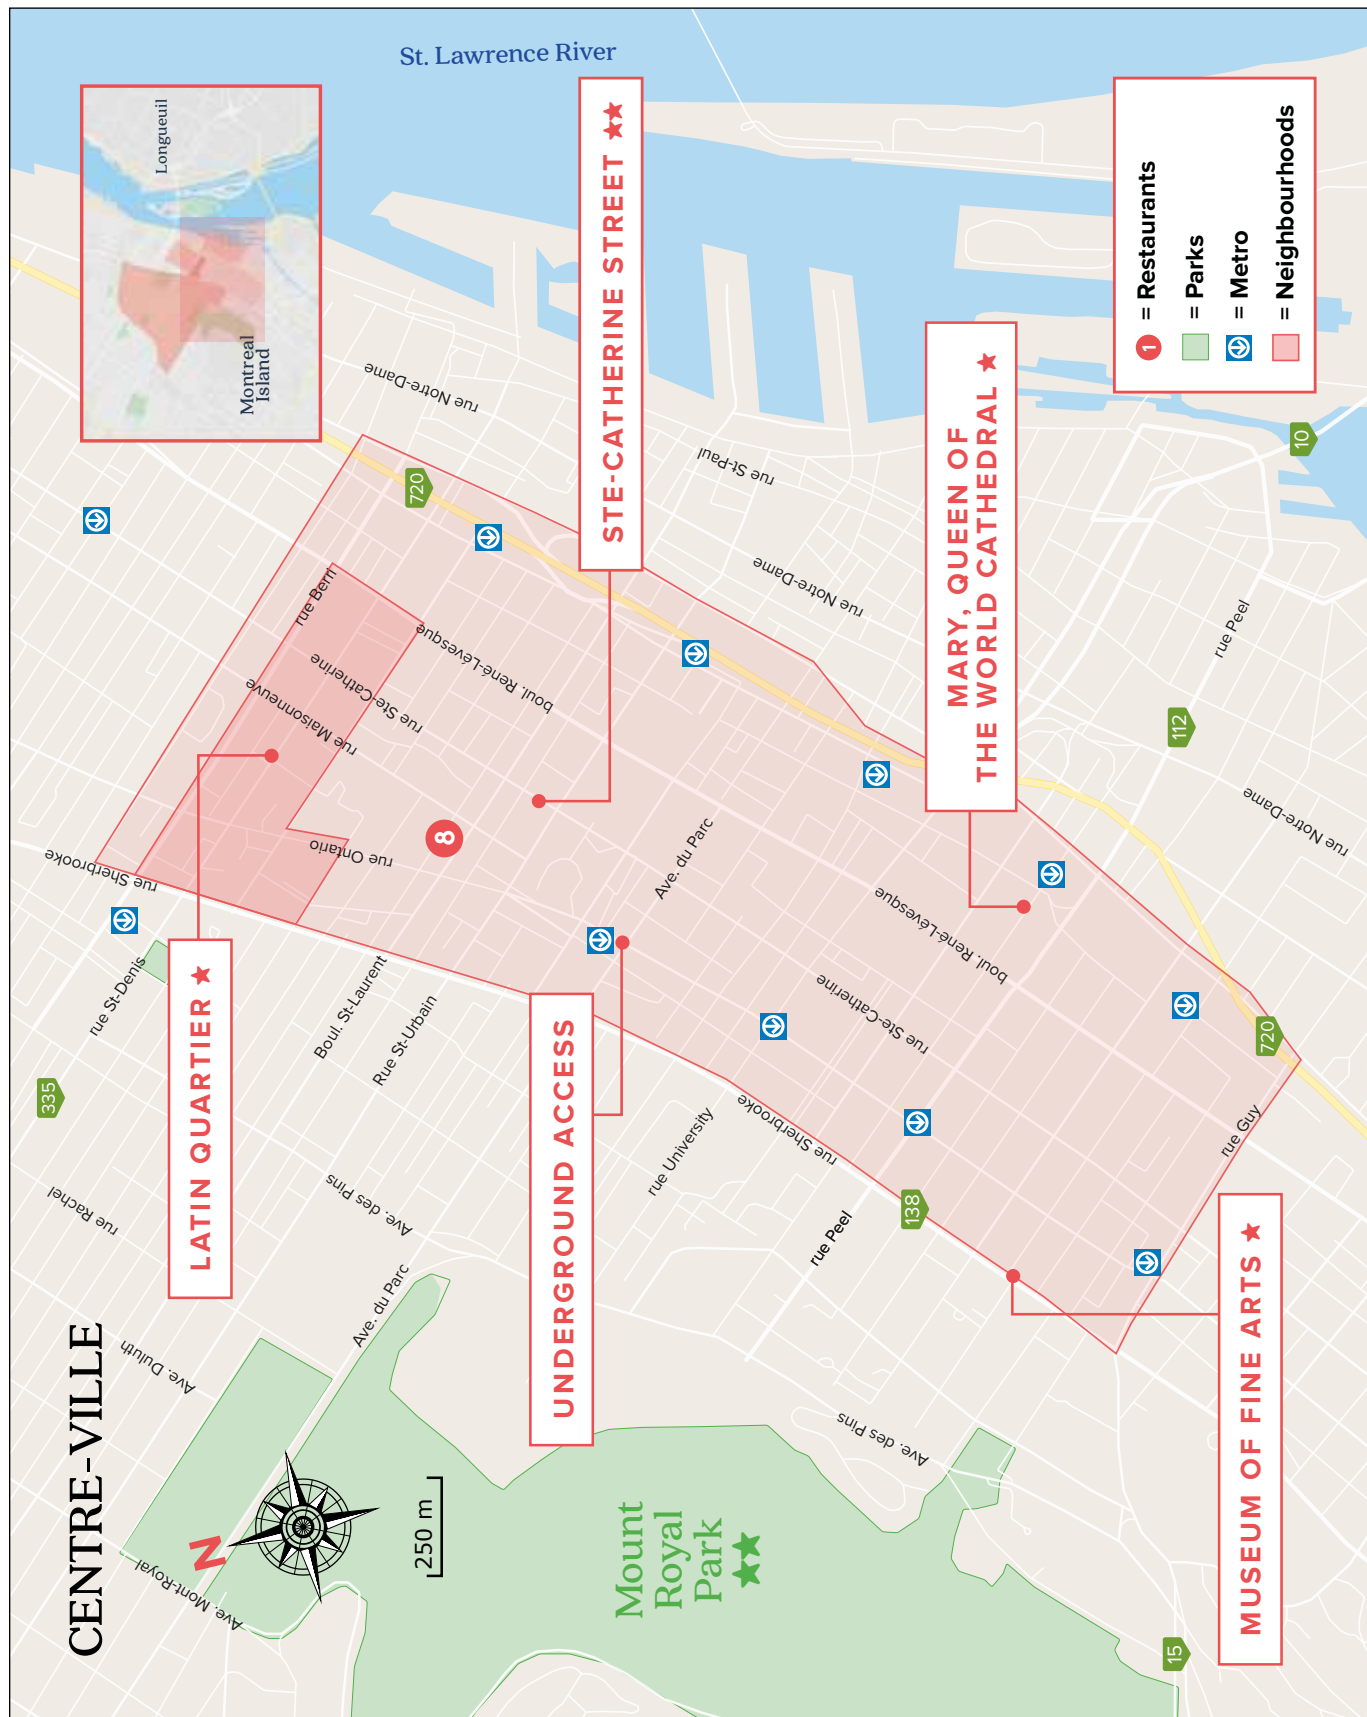 CENTRE-VILLE
St. Lawrence River
Longueuil
Montreal
Island
N
250 m
Mount
Royal
Park
LATIN QUARTIER
UNDERGROUND ACCESS
STE-CATHERINE STREET
MARY, QUEEN OF
THE WORLD CATHEDRAL
MUSEUM OF FINE ARTS
1 = Restaurants
= Parks
= Metro
= Neighbourhoods
8
Ave. Mont-Royal
Ave. Duluth
rue Rachel
335
Ave. du Parc
Ave. des Pins
rue St-Denis
Boul. St-Laurent
Rue St-Urbain
rue Sherbrooke
rue Ontario
rue Maisonneuve
rue Ste-Catherine
rue Berri
boul. René-Lévesque
720
rue Notre-Dame
rue St-Paul
rue Notre-Dame
Ave. du Parc
rue University
rue Sherbrooke
rue Peel
138
Ave. des Pins
rue Ste-Catherine
boul. René-Lévesque
rue Guy
720
15
rue Peel
112
rue Notre-Dame
10